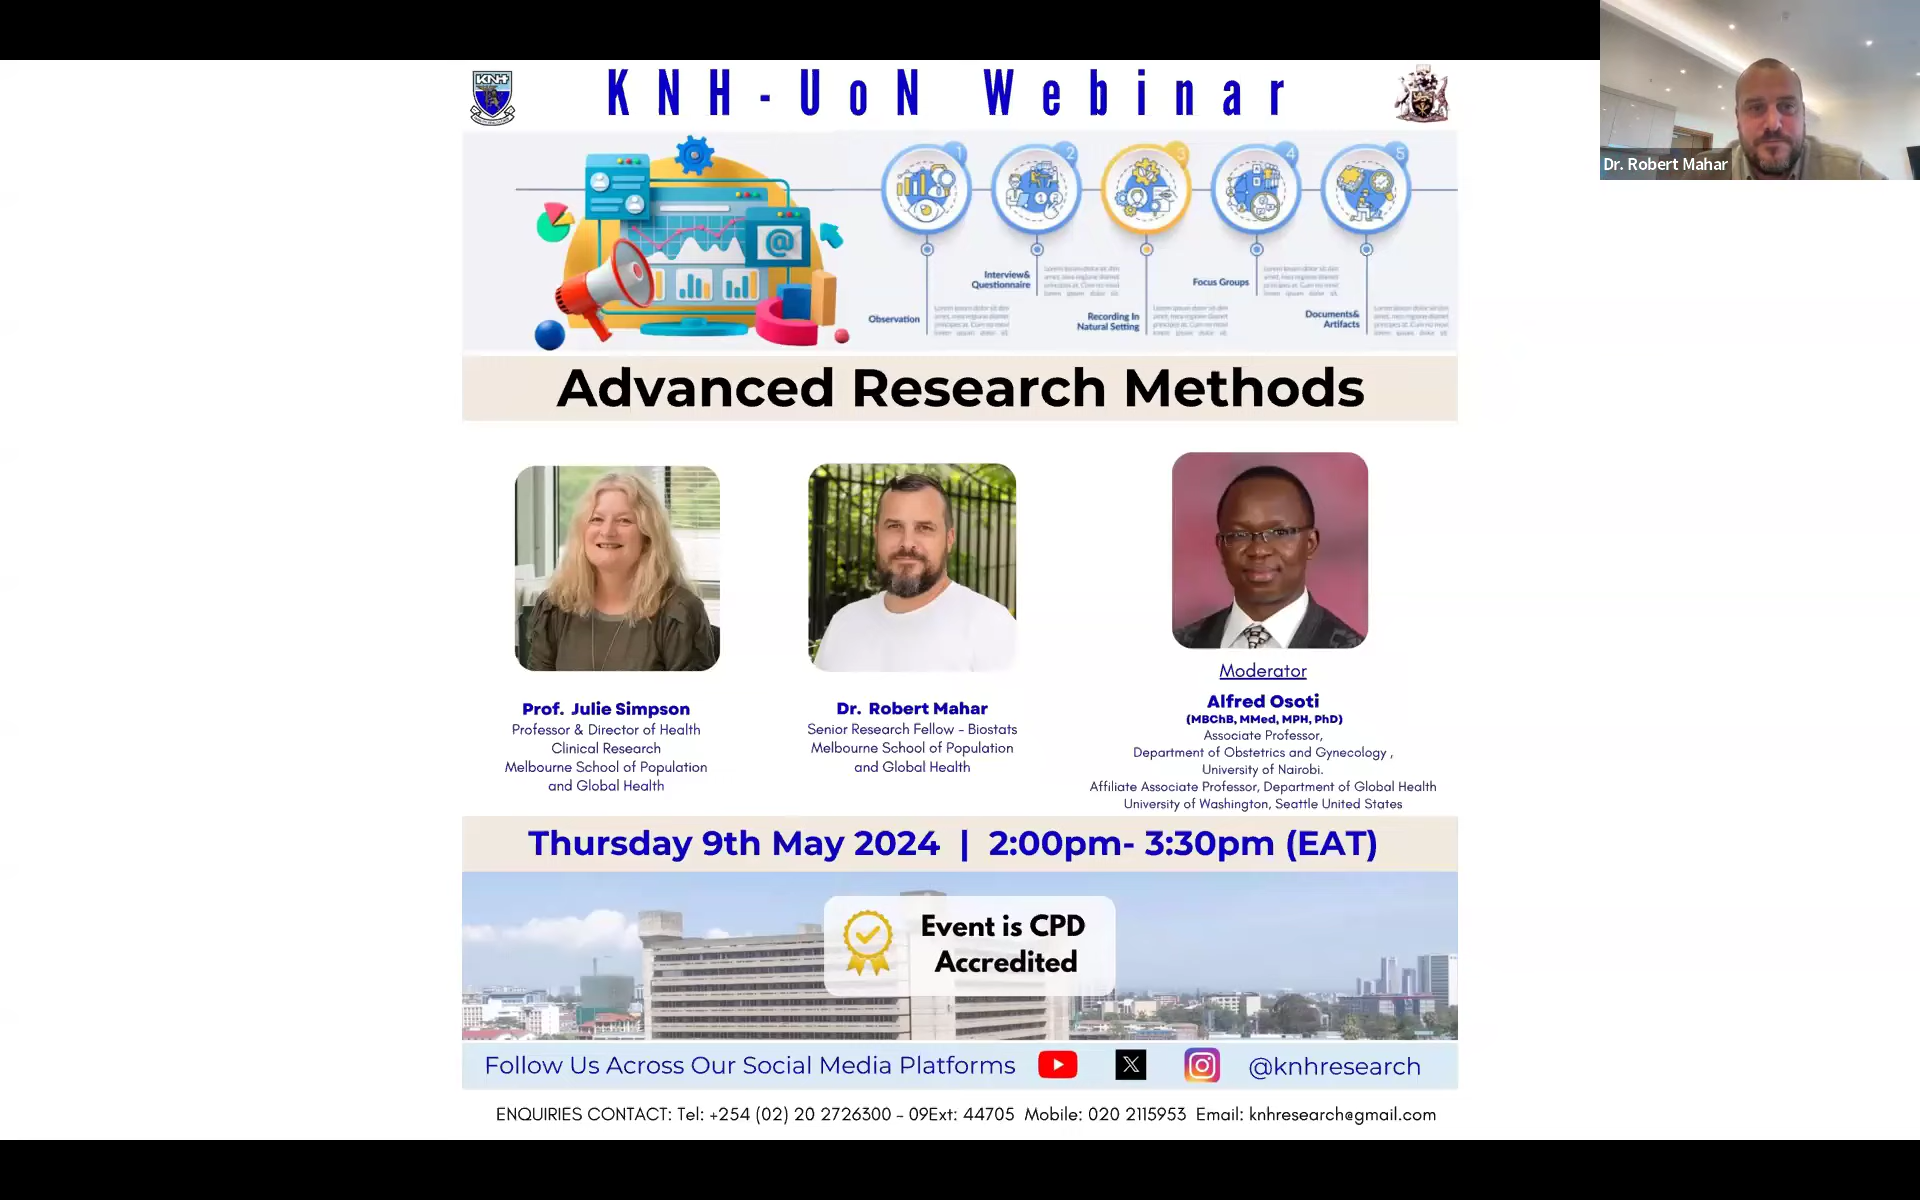 KNH
KNH-UoN Webinar
Dr. Robert Mahar
1
2
3
4
5
@
Interview&
Questionnaire
Focus Groups
Observation
Recording In
Natural Setting
Documents&
Artifacts
Advanced Research Methods
Moderator
Prof. Julie Simpson
Professor & Director of Health
Clinical Research
Melbourne School of Population
and Global Health
Dr. Robert Mahar
Senior Research Fellow - Biostats
Melbourne School of Population
and Global Health
Alfred Osoti
(MBChB, MMed, MPH, PhD)
Associate Professor,
Department of Obstetrics and Gynecology ,
University of Nairobi.
Affiliate Associate Professor, Department of Global Health
University of Washington, Seattle United States
Thursday 9th May 2024 | 2:00pm- 3:30pm (EAT)
Event is CPD
Accredited
Follow Us Across Our Social Media Platforms @knhresearch
ENQUIRIES CONTACT: Tel: +254 (02) 20 2726300 - 09Ext: 44705 Mobile: 020 2115953 Email: knhresearch@gmail.com